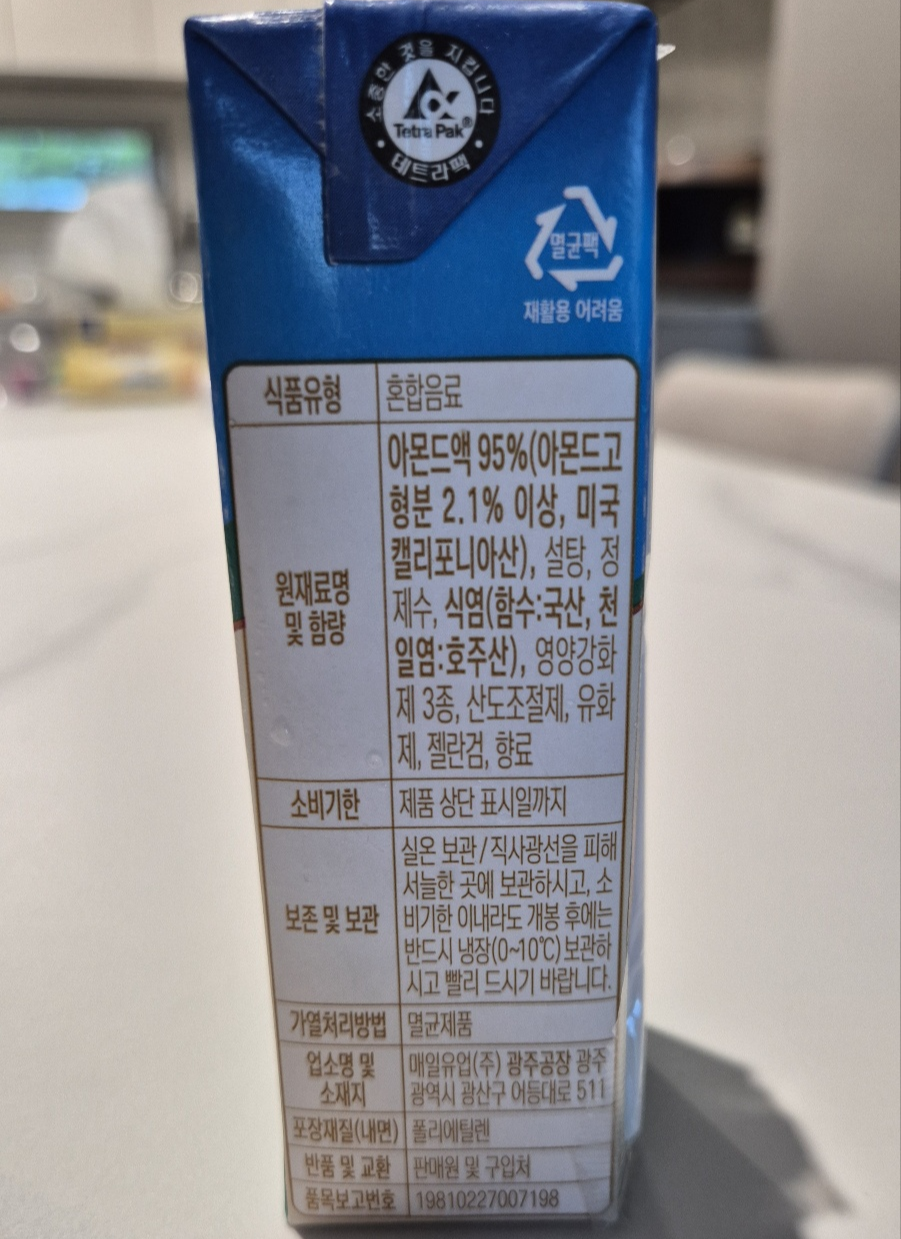 소중한 것을 지킵니다
Tetra Pak®
• 테트라팩 •
멸균팩
재활용 어려움
식품유형
혼합음료
원재료명
및 함량
아몬드액 95%(아몬드고
형분 2.1% 이상, 미국
캘리포니아산), 설탕, 정
제수, 식염(함수:국산, 천
일염:호주산), 영양강화
제 3종, 산도조절제, 유화
제, 젤란검, 향료
소비기한
제품 상단 표시일까지
보존 및 보관
실온 보관/직사광선을 피해
서늘한 곳에 보관하시고, 소
비기한 이내라도 개봉 후에는
반드시 냉장(0~10℃) 보관하
시고 빨리 드시기 바랍니다.
가열처리방법
멸균제품
업소명 및
소재지
매일유업(주) 광주공장 광주
광역시 광산구 어등대로 511
포장재질(내면)
폴리에틸렌
반품 및 교환
판매원 및 구입처
품목보고번호
19810227007198